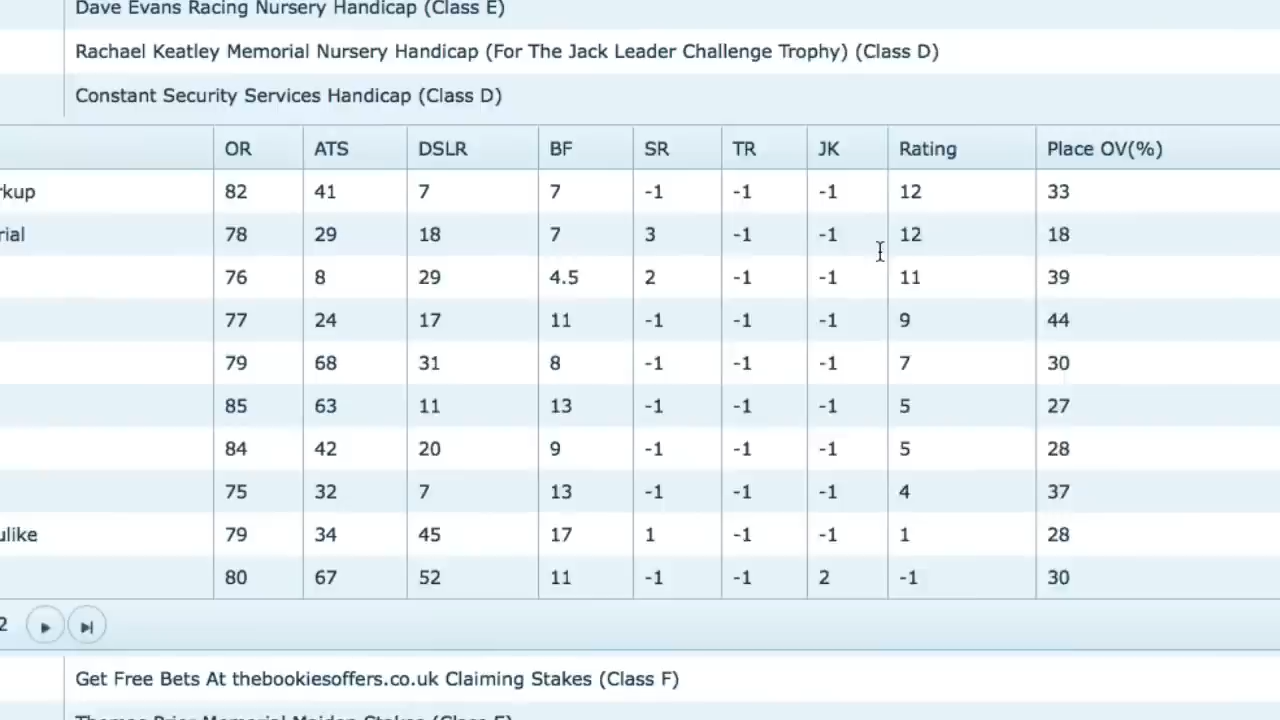 Dave Evans Racing Nursery Handicap (Class E)
Rachael Keatley Memorial Nursery Handicap (For The Jack Leader Challenge Trophy) (Class D)
Constant Security Services Handicap (Class D)
OR ATS DSLR BF SR TR JK Rating Place OV(%)
rkup 82 41 7 7 -1 -1 -1 12 33
rial 78 29 18 7 3 -1 -1 12 18
76 8 29 4.5 2 -1 -1 11 39
77 24 17 11 -1 -1 -1 9 44
79 68 31 8 -1 -1 -1 7 30
85 63 11 13 -1 -1 -1 5 27
84 42 20 9 -1 -1 -1 5 28
75 32 7 13 -1 -1 -1 4 37
ulike 79 34 45 17 1 -1 -1 1 28
80 67 52 11 -1 -1 2 -1 30
2
Get Free Bets At thebookiesoffers.co.uk Claiming Stakes (Class F)
Thomas Prior Memorial Maiden Stakes (Class E)